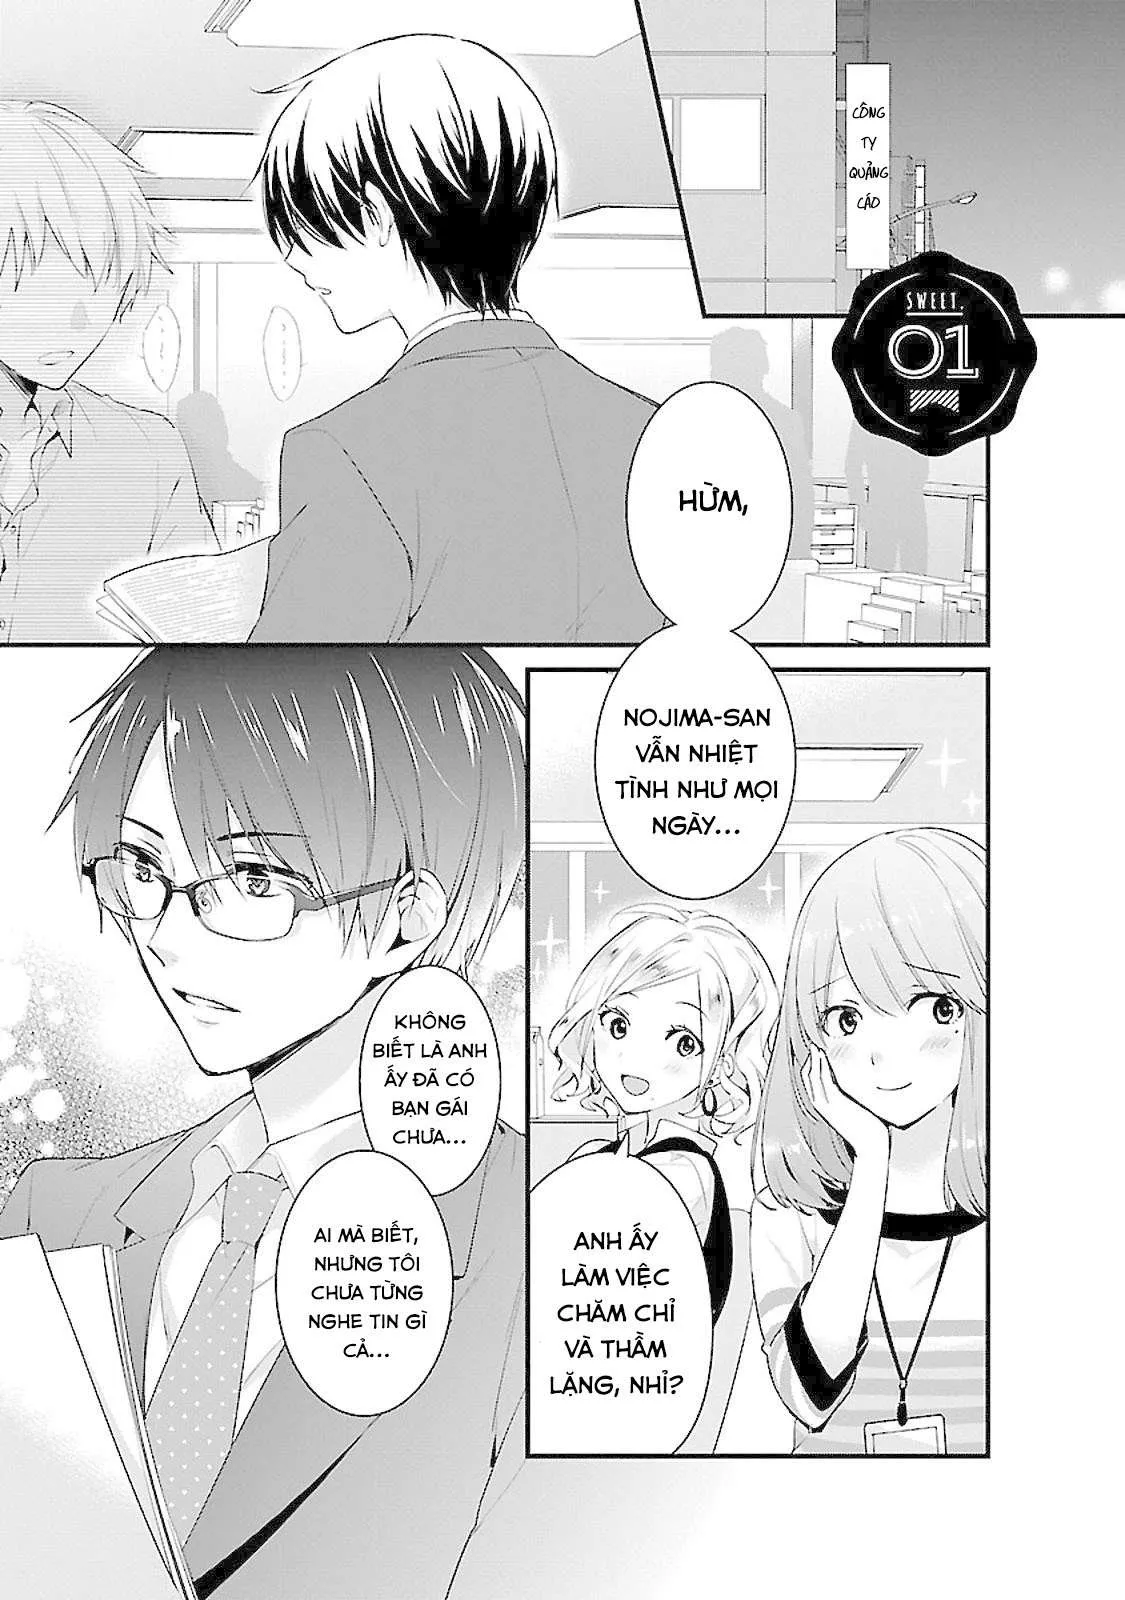 CÔNG
TY
QUẢNG
CÁO
SWEET.
01
HỪM,
NOJIMA-SAN
VẪN NHIỆT
TÌNH NHƯ MỌI
NGÀY...
ANH ẤY
LÀM VIỆC
CHĂM CHỈ
VÀ THẦM
LẶNG, NHỈ?
KHÔNG
BIẾT LÀ ANH
ẤY ĐÃ CÓ
BẠN GÁI
CHƯA...
AI MÀ BIẾT,
NHƯNG TÔI
CHƯA TỪNG
NGHE TIN GÌ
CẢ...